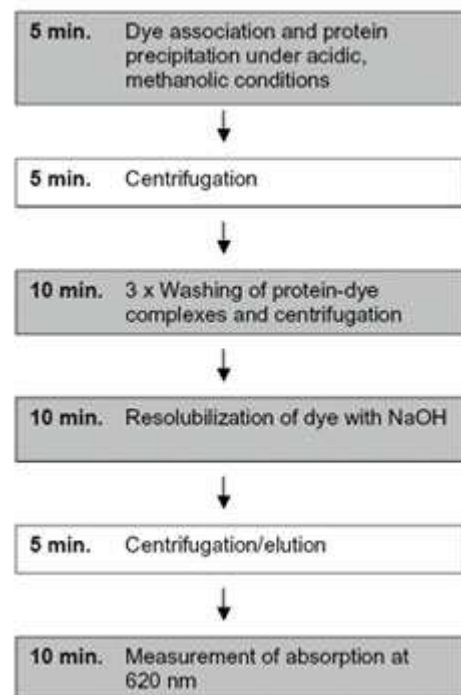 5 min. Dye association and protein
precipitation under acidic,
methanolic conditions
5 min. Centrifugation
10 min. 3 x Washing of protein-dye
complexes and centrifugation
10 min. Resolubilization of dye with NaOH
5 min. Centrifugation/elution
10 min. Measurement of absorption at
620 nm